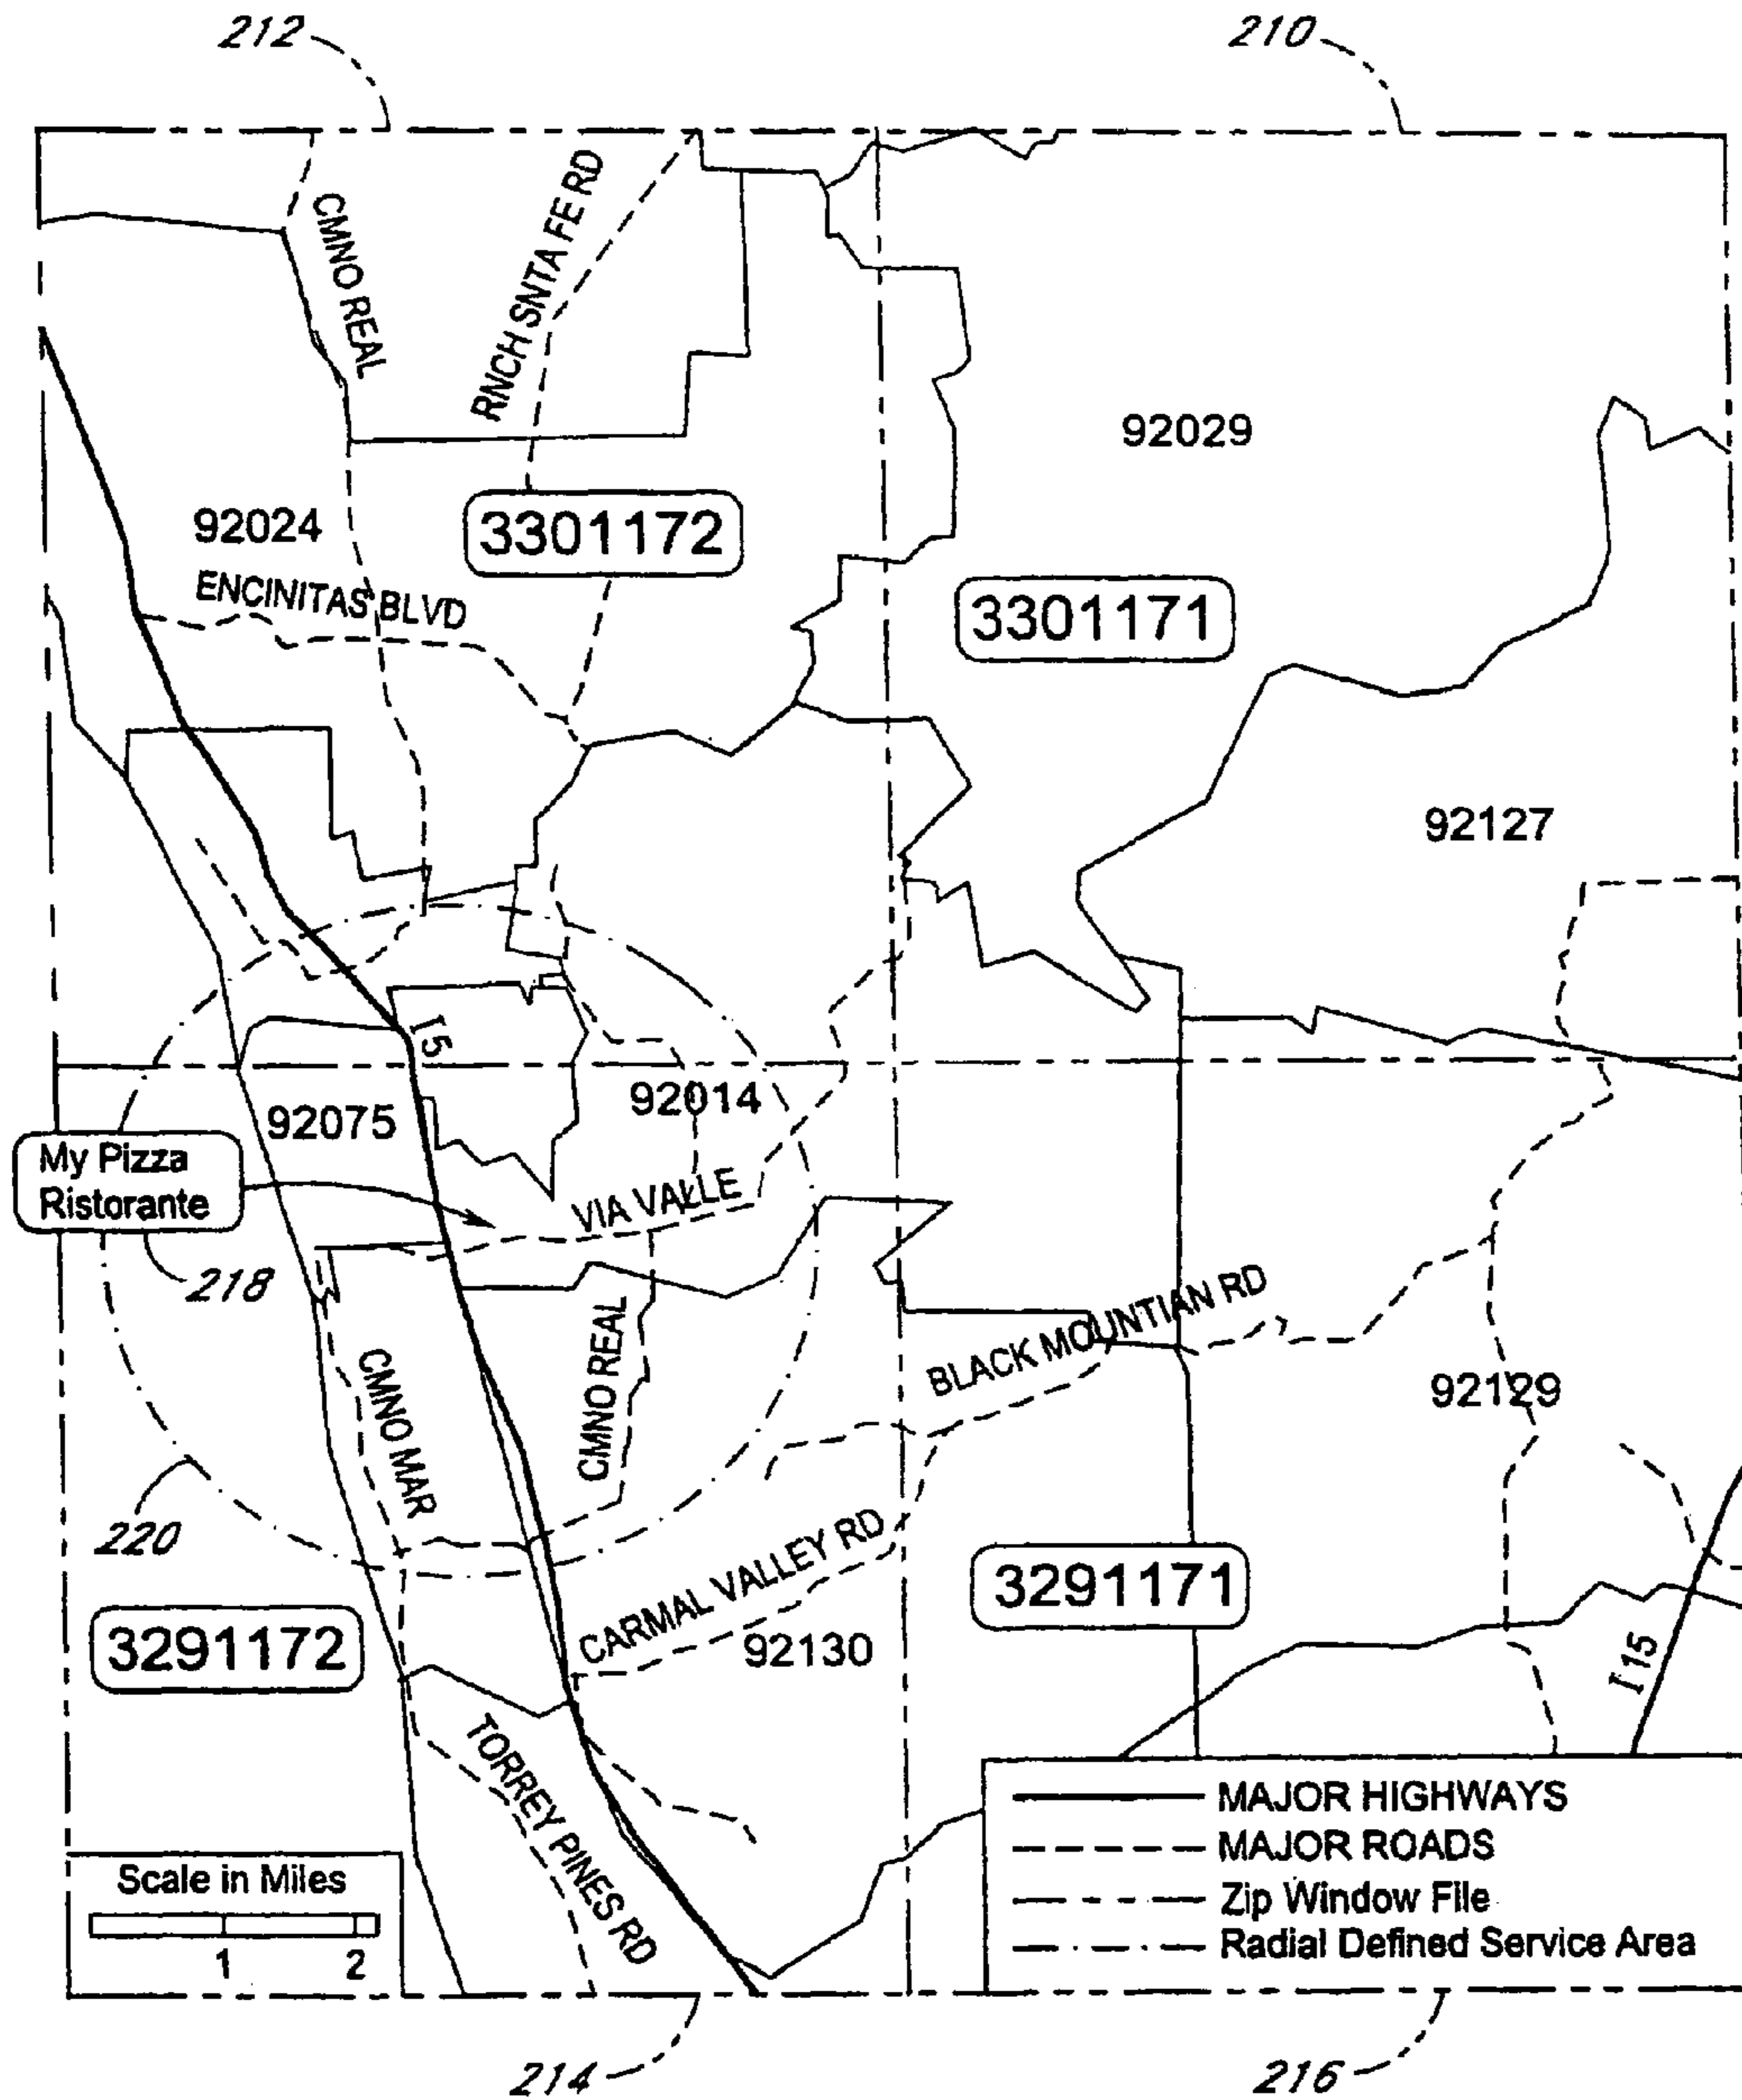 212
210
CMNO REAL
RNCH SNTA FE RD
92029
92024
3301172
ENCINITAS BLVD
3301171
92127
I 5
92075
92014
My Pizza
Ristorante
VIA VALLE
218
BLACK MOUNTIAN RD
CMNO MAR
CMNO REAL
92129
220
CARMAL VALLEY RD
3291171
3291172
92130
I 15
TORREY PINES RD
MAJOR HIGHWAYS
MAJOR ROADS
Zip Window File
Radial Defined Service Area
Scale in Miles
1 2
214
216